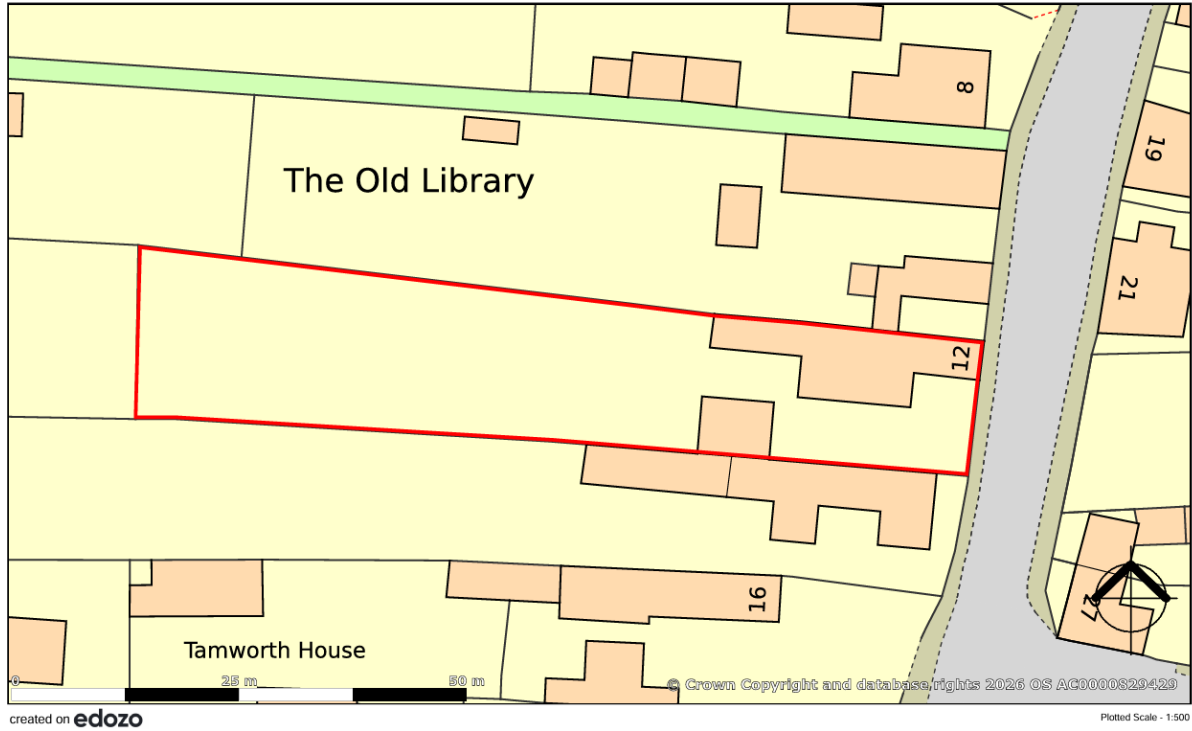 8
19
The Old Library
21
12
27
16
Tamworth House
0
25 m
50 m
© Crown Copyright and database rights 2026 OS AC0000829429
created on edozo
Plotted Scale - 1:500